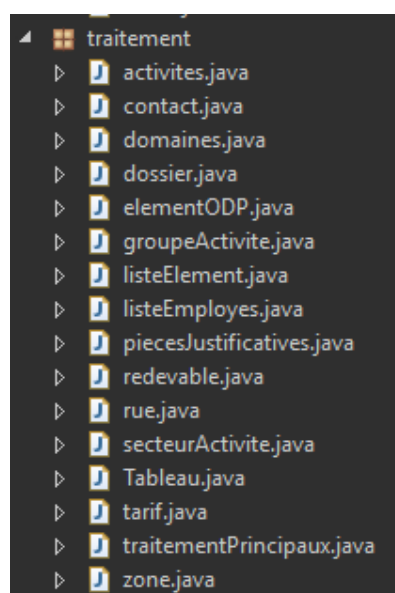 traitement
activites.java
contact.java
domaines.java
dossier.java
elementODP.java
groupeActivite.java
listeElement.java
listeEmployes.java
piecesJustificatives.java
redevable.java
rue.java
secteurActivite.java
Tableau.java
tarif.java
traitementPrincipaux.java
zone.java